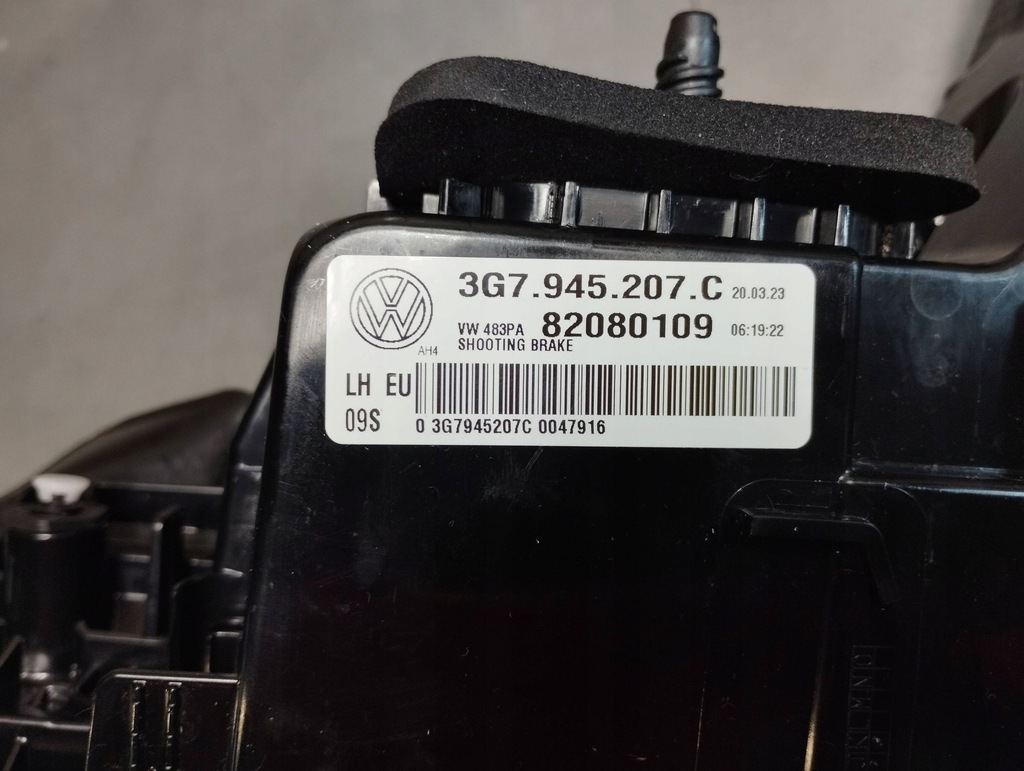 3G7.945.207.C 20.03.23
VW 483PA 82080109 06:19:22
SHOOTING BRAKE
AH4
LH EU
09S
0 3G7945207C 0047916